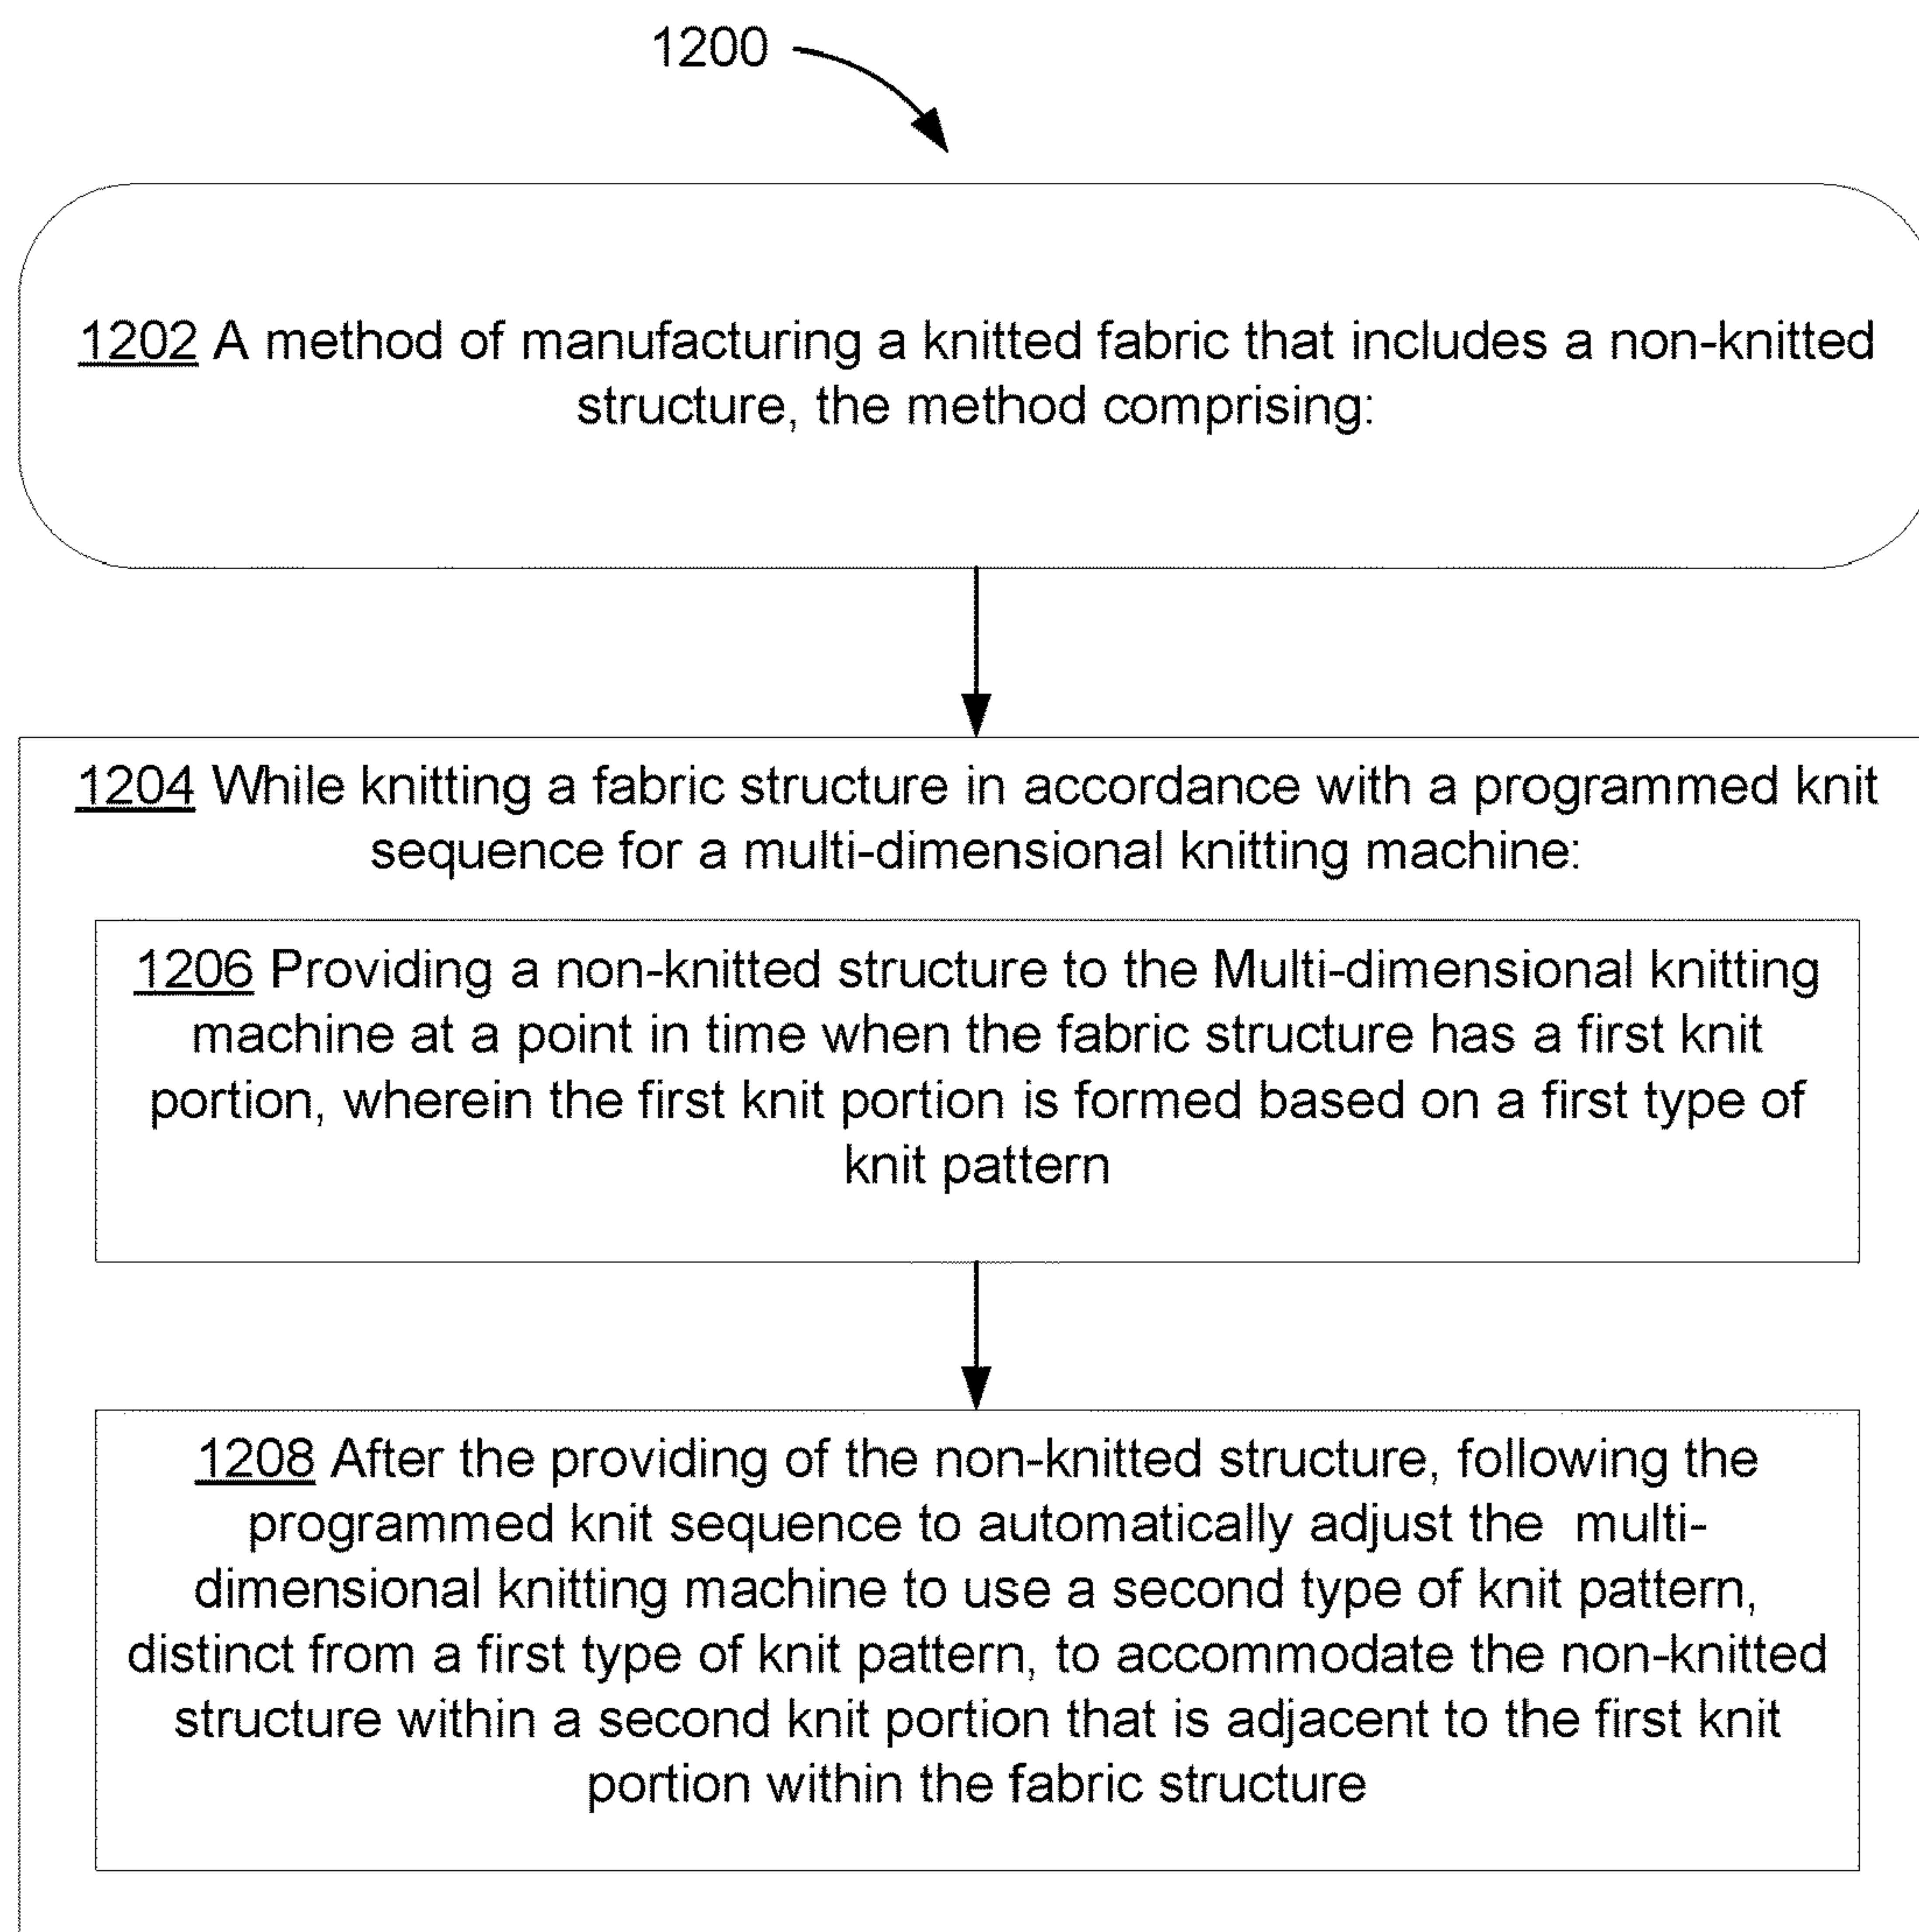 1200
1202 A method of manufacturing a knitted fabric that includes a non-knitted
structure, the method comprising:
1204 While knitting a fabric structure in accordance with a programmed knit
sequence for a multi-dimensional knitting machine:
1206 Providing a non-knitted structure to the Multi-dimensional knitting
machine at a point in time when the fabric structure has a first knit
portion, wherein the first knit portion is formed based on a first type of
knit pattern
1208 After the providing of the non-knitted structure, following the
programmed knit sequence to automatically adjust the  multi-
dimensional knitting machine to use a second type of knit pattern,
distinct from a first type of knit pattern, to accommodate the non-knitted
structure within a second knit portion that is adjacent to the first knit
portion within the fabric structure